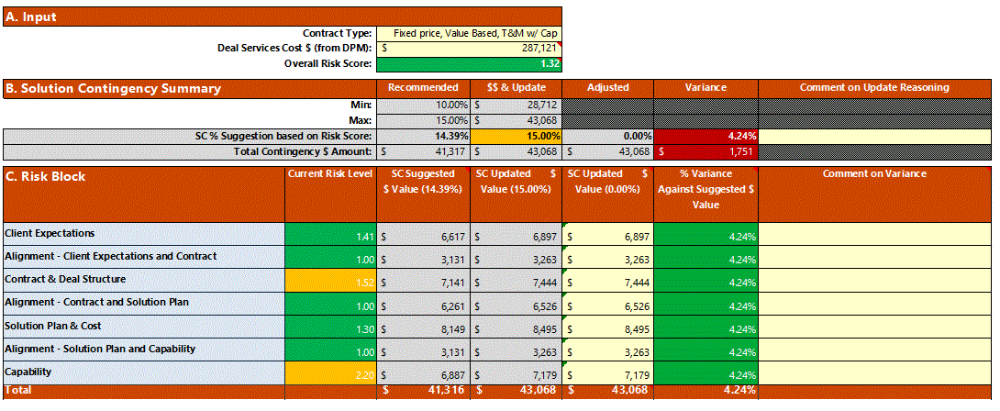 A. Input
Contract Type: Fixed price, Value Based, T&M w/ Cap
Deal Services Cost $ (from DPM): $ 287,121
Overall Risk Score: 1.32
B. Solution Contingency Summary Recommended $$ & Update Adjusted Variance Comment on Update Reasoning
Min: 10.00% $ 28,712
Max: 15.00% $ 43,068
SC % Suggestion based on Risk Score: 14.39% 15.00% 0.00% 4.24%
Total Contingency $ Amount: $ 41,317 $ 43,068 $ 43,068 $ 1,751
C. Risk Block Current Risk Level SC Suggested SC Updated $ SC Updated $ % Variance Comment on Variance
$ Value (14.39%) Value (15.00%) Value (0.00%) Against Suggested $
Value
Client Expectations 1.41 $ 6,617 $ 6,897 $ 6,897 4.24%
Alignment - Client Expectations and Contract 1.00 $ 3,131 $ 3,263 $ 3,263 4.24%
Contract & Deal Structure 1.52 $ 7,141 $ 7,444 $ 7,444 4.24%
Alignment - Contract and Solution Plan 1.00 $ 6,261 $ 6,526 $ 6,526 4.24%
Solution Plan & Cost 1.30 $ 8,149 $ 8,495 $ 8,495 4.24%
Alignment - Solution Plan and Capability 1.00 $ 3,131 $ 3,263 $ 3,263 4.24%
Capability 2.20 $ 6,887 $ 7,179 $ 7,179 4.24%
Total $ 41,316 $ 43,068 $ 43,068 4.24%